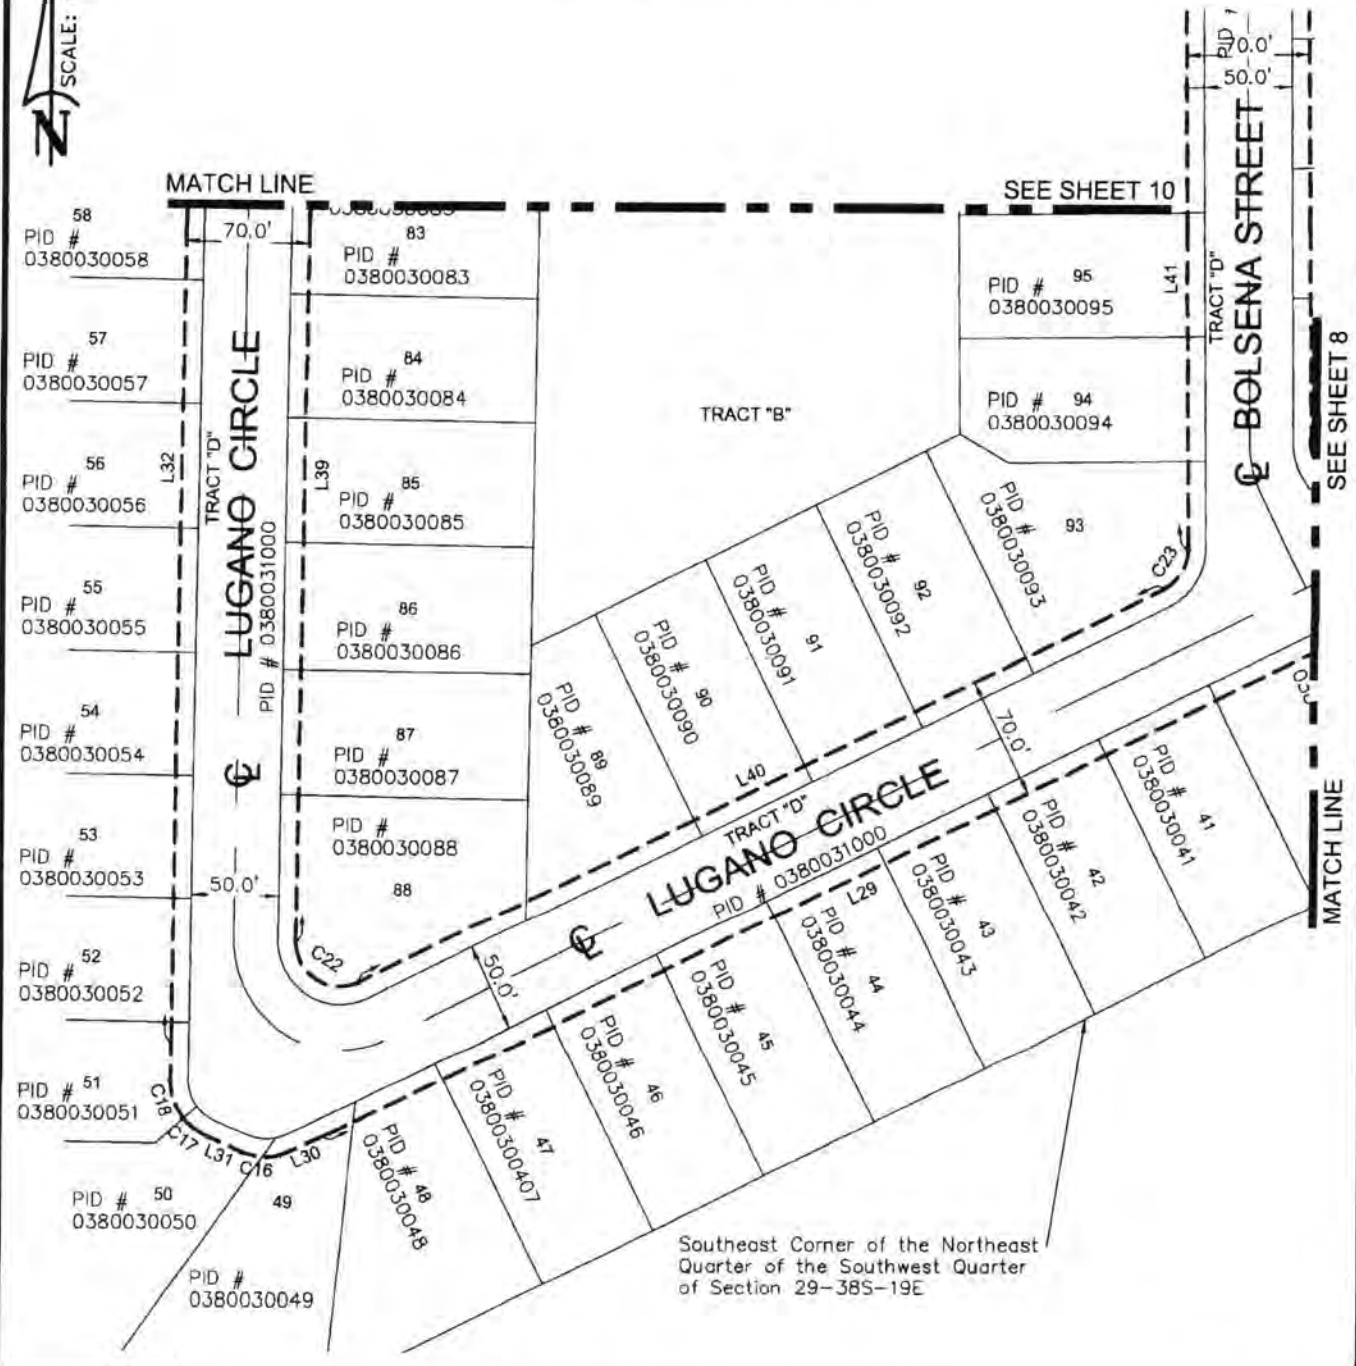 SCALE:
N
MATCH LINE
SEE SHEET 10
70.0'
50.0'
PID
70.0'
58
PID #
0380030058
57
PID #
0380030057
56
PID #
0380030056
55
PID #
0380030055
54
PID #
0380030054
53
PID #
0380030053
52
PID #
0380030052
51
PID #
0380030051
50
PID #
0380030050
49
PID #
0380030049
L32
TRACT "D"
LUGANO CIRCLE
PID # 0380031000
L39
50.0'
83
PID #
0380030083
84
PID #
0380030084
85
PID #
0380030085
86
PID #
0380030086
87
PID #
0380030087
PID #
0380030088
88
TRACT "B"
95
PID #
0380030095
94
PID #
0380030094
L41
TRACT "D"
BOLSENA STREET
SEE SHEET 8
MATCH LINE
93
PID #
0380030093
PID # 92
0380030092
PID # 91
0380030091
PID # 90
0380030090
PID # 89
0380030089
C23
L40
TRACT "D"
LUGANO CIRCLE
PID # 0380031000
70.0'
50.0'
L29
C22
C18
C17
L31
C16
L30
PID # 41
0380030041
PID # 42
0380030042
PID # 43
0380030043
PID # 44
0380030044
PID # 45
0380030045
PID # 46
0380030046
PID # 47
03800300407
PID # 48
0380030048
Southeast Corner of the Northeast
Quarter of the Southwest Quarter
of Section 29-38S-19E